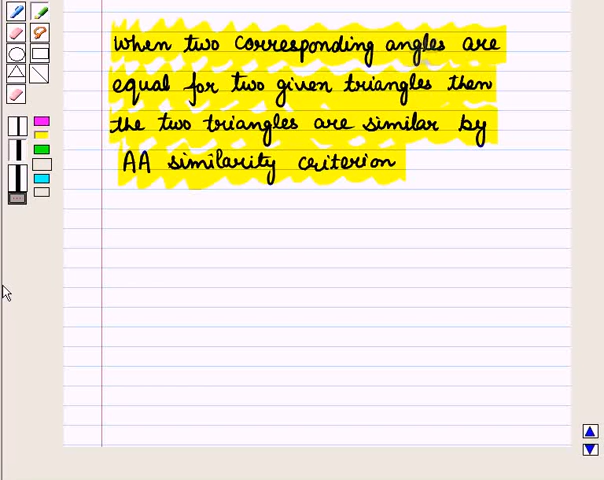 When two corresponding angles are
equal for two given triangles then
the two triangles are similar by
AA similarity criterion